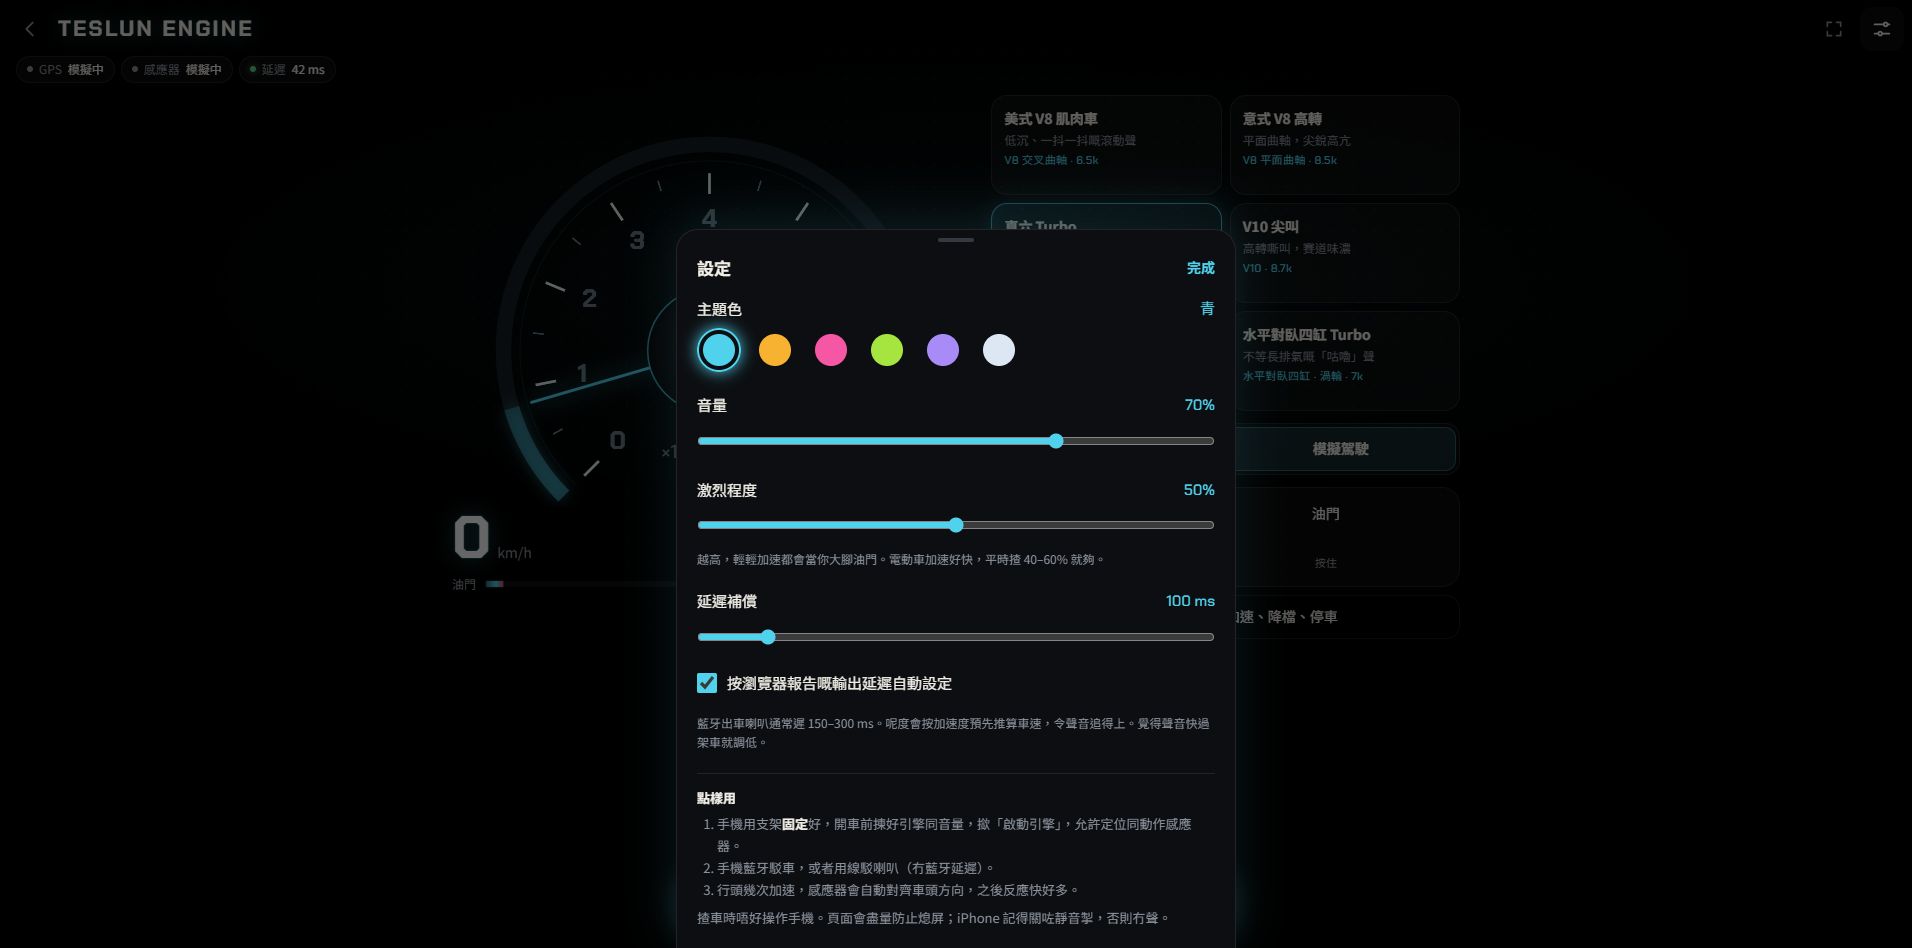 TESLUN ENGINE
GPS 模擬中
感應器 模擬中
延遲 42 ms
美式 V8 肌肉車
低沉、一抖一抖嘅滾動聲
V8 交叉曲軸 · 6.5k
意式 V8 高轉
平面曲軸，尖銳高亢
V8 平面曲軸 · 8.5k
直六 Turbo
V10 尖叫
高轉嘶叫，賽道味濃
V10 · 8.7k
水平對臥四缸 Turbo
不等長排氣嘅「咕嚕」聲
水平對臥四缸 · 渦輪 · 7k
模擬駕駛
油門
按住
加速、降檔、停車
4
3
2
1
0
×1
0 km/h
油門
設定
完成
主題色
青
音量
70%
激烈程度
50%
越高，輕輕加速都會當你大腳油門。電動車加速好快，平時揸 40–60% 就夠。
延遲補償
100 ms
按瀏覽器報告嘅輸出延遲自動設定
藍牙出車喇叭通常遲 150–300 ms。呢度會按加速度預先推算車速，令聲音追得上。覺得聲音快過
架車就調低。
點樣用
1. 手機用支架固定好，開車前揀好引擎同音量，撳「啟動引擎」，允許定位同動作感應
器。
2. 手機藍牙駁車，或者用線駁喇叭（冇藍牙延遲）。
3. 行頭幾次加速，感應器會自動對齊車頭方向，之後反應快好多。
揸車時唔好操作手機。頁面會盡量防止熄屏；iPhone 記得關咗靜音掣，否則冇聲。